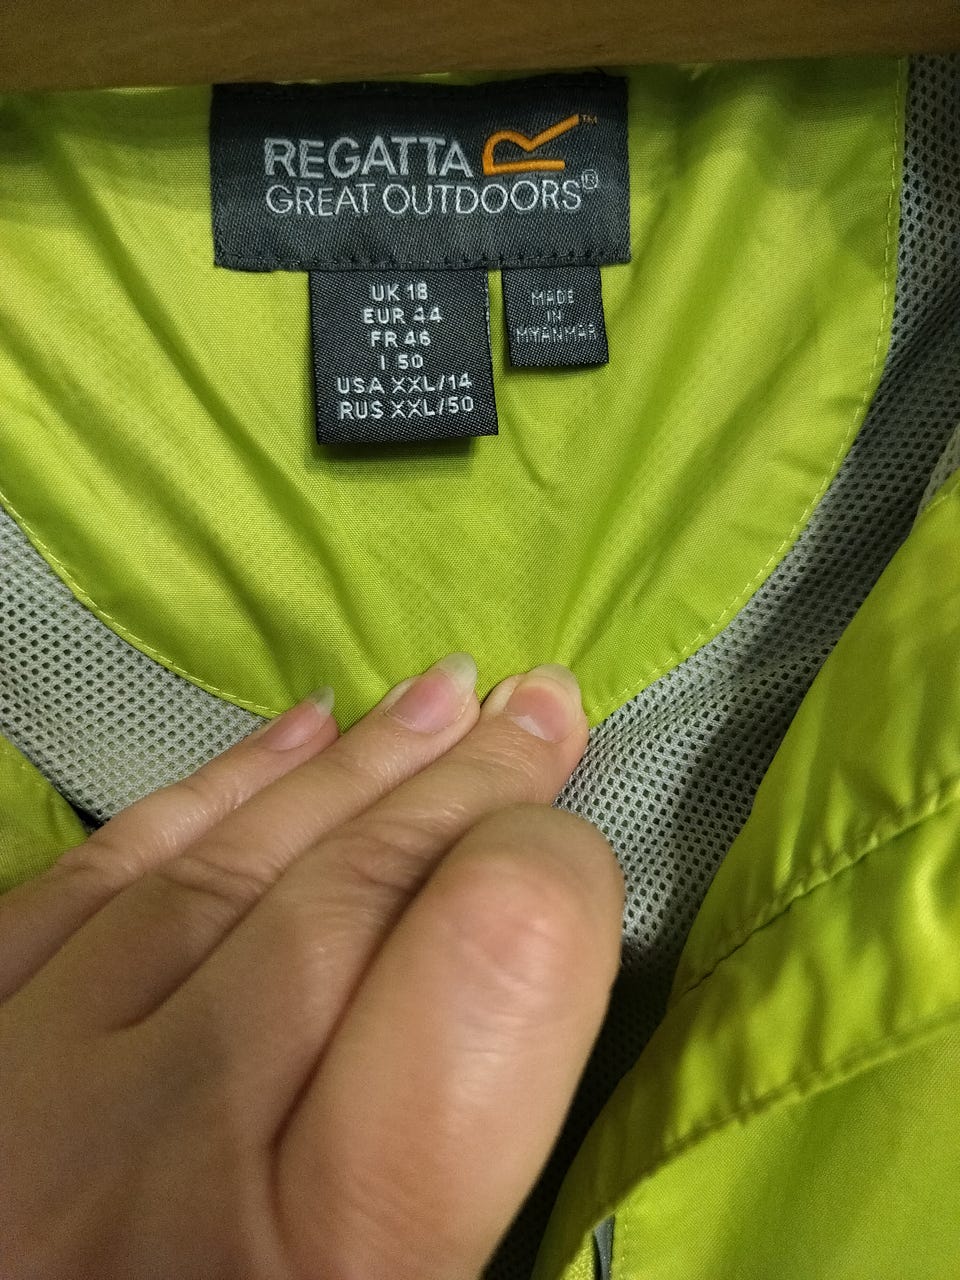 REGATTA
GREAT OUTDOORS®
™
UK 18
EUR 44
FR 46
I 50
USA XXL/14
RUS XXL/50
MADE
IN
MYANMAR